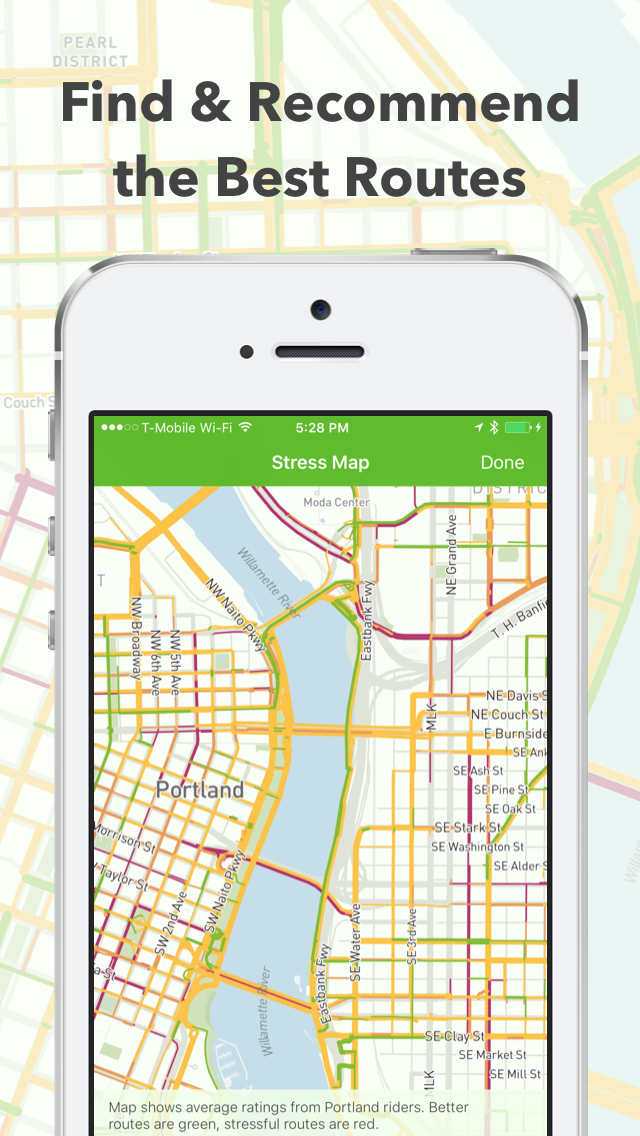 PEARL
DISTRICT
Find & Recommend
the Best Routes
Couch S
T-Mobile Wi-Fi
5:28 PM
Stress Map
Done
Moda Center
DISTRIC
T
Willamette River
NE Grand Ave
NW Naito Pkwy
Eastbank Fwy
T. H. Banfie
NW Broadway
NW 6th Ave
NW 5th Ave
NE Davis S
MLK
NE Couch St
E Burnside
SE Ank
SE Ash St
Portland
SE Pine St
SE Oak St
SE Stark St
Morrison St
SE Washington St
SE Alder S
Taylor St
SW Naito Pkwy
SW 2nd Ave
SE Water Ave
SE 3rd Ave
a St
Eastbank Fwy
Willamette River
SE Clay St
SE Market St
MLK
SE Mill St
Map shows average ratings from Portland riders. Better
routes are green, stressful routes are red.